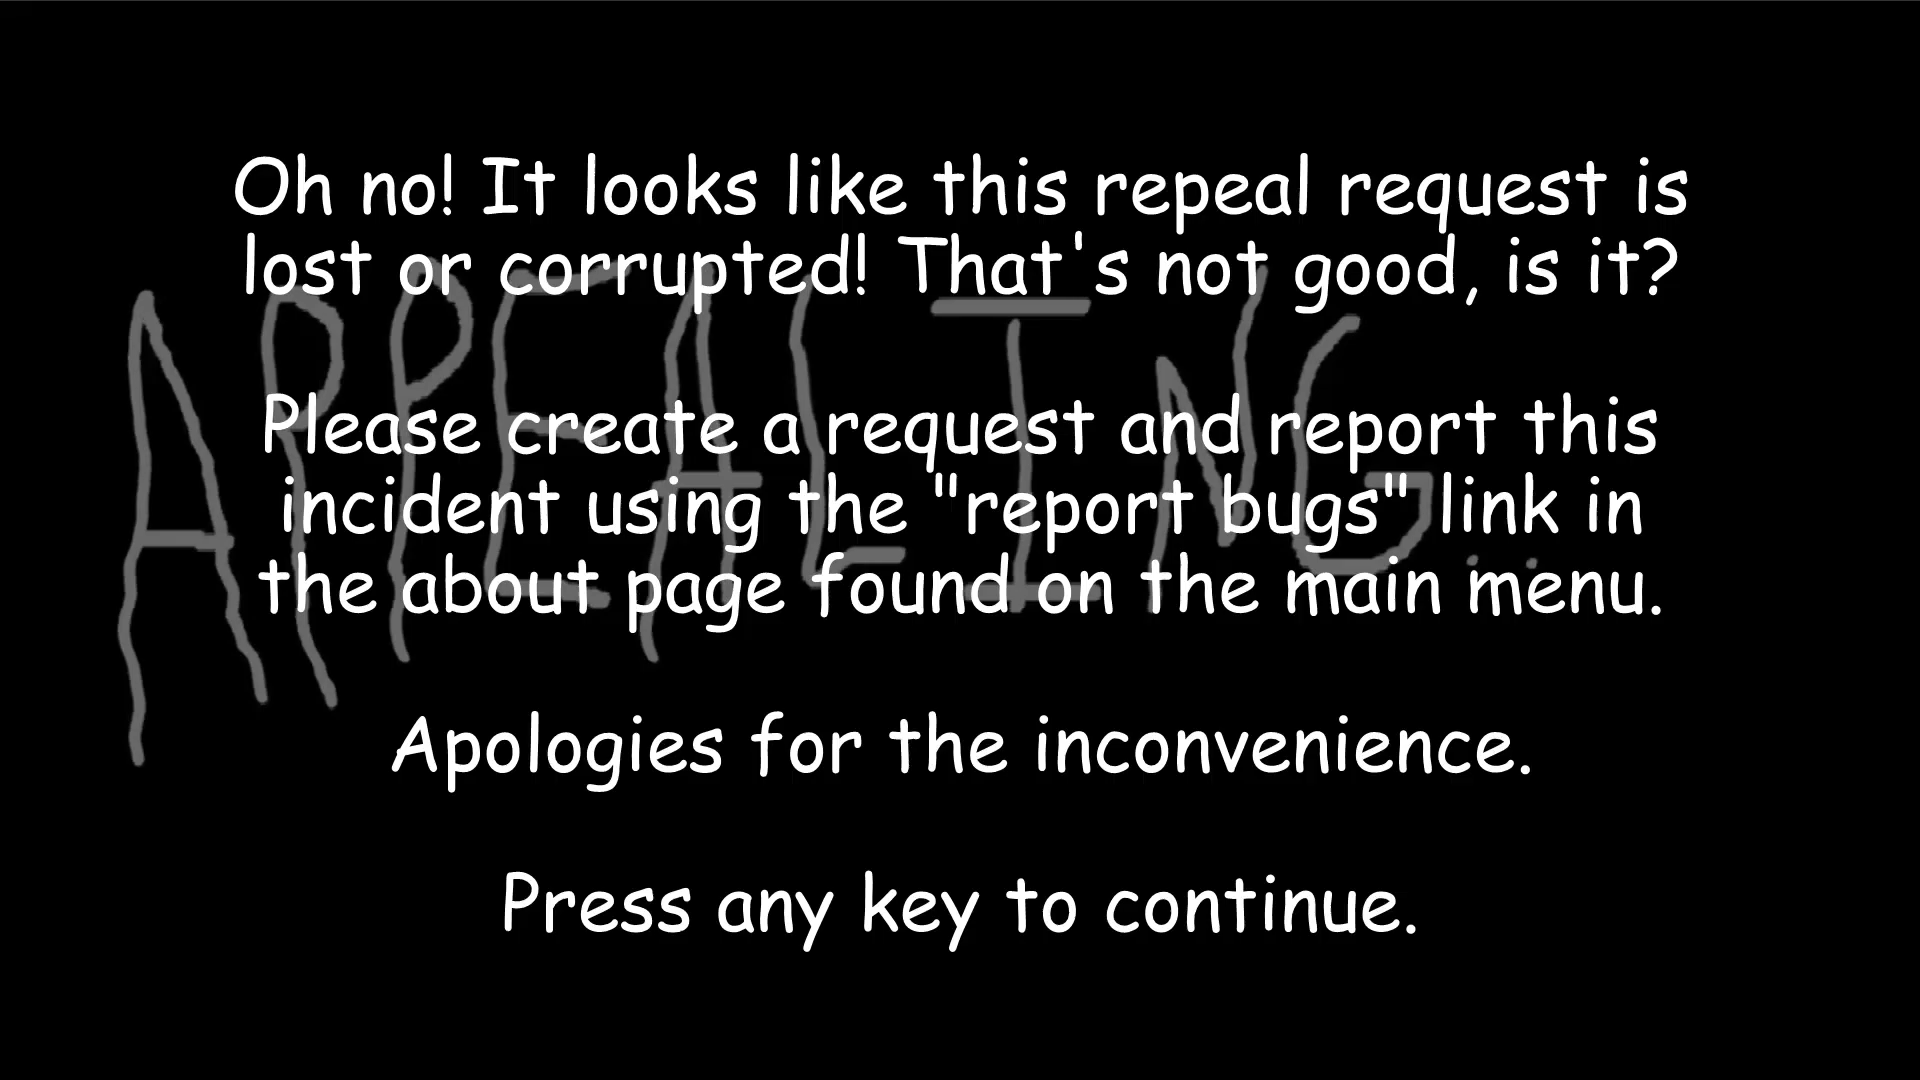 Oh no! It looks like this repeal request is
lost or corrupted! That's not good, is it?
APPEALING...
Please create a request and report this
incident using the "report bugs" link in
the about page found on the main menu.
Apologies for the inconvenience.
Press any key to continue.